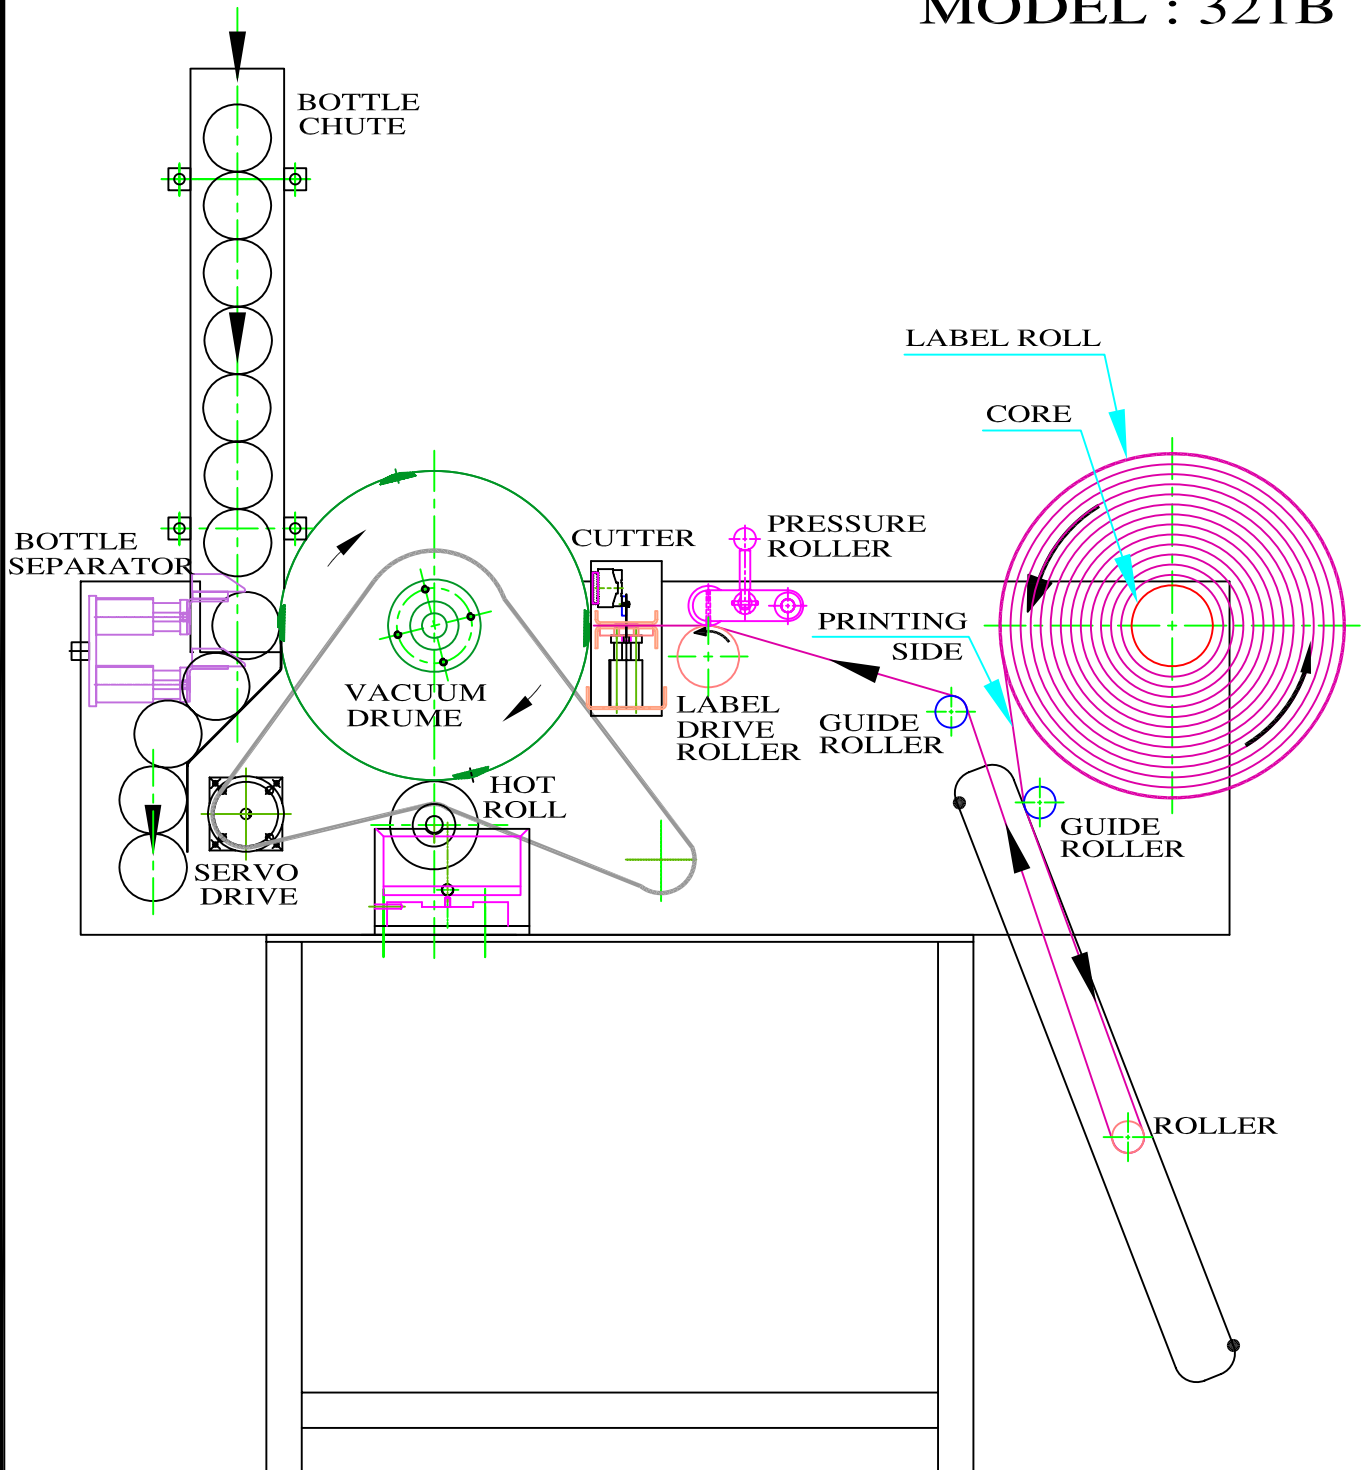 MODEL : 321B
BOTTLE
CHUTE
LABEL ROLL
CORE
BOTTLE
SEPARATOR
CUTTER
PRESSURE
ROLLER
PRINTING
SIDE
VACUUM
DRUME
LABEL
DRIVE
ROLLER
GUIDE
ROLLER
HOT
ROLL
GUIDE
ROLLER
SERVO
DRIVE
ROLLER